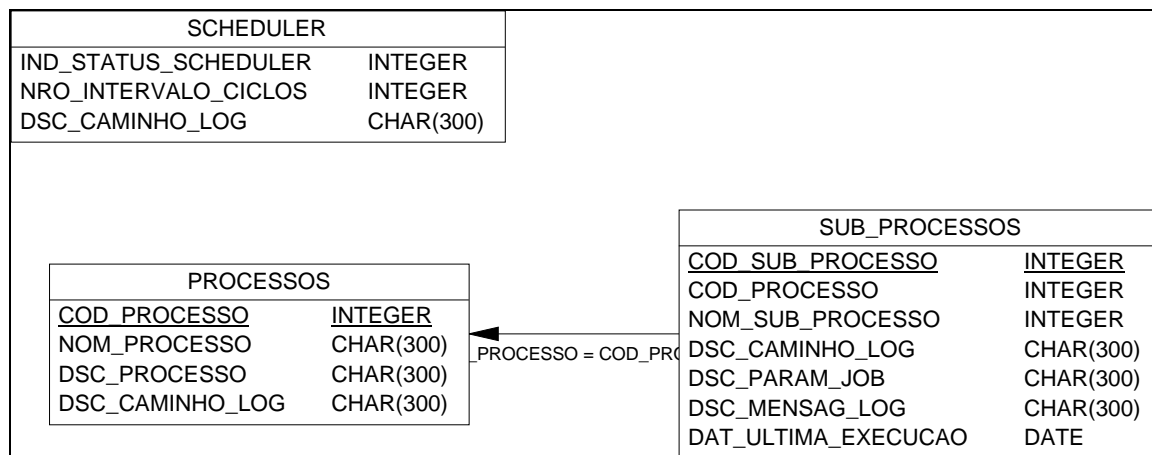 SCHEDULER
IND_STATUS_SCHEDULER INTEGER
NRO_INTERVALO_CICLOS INTEGER
DSC_CAMINHO_LOG CHAR(300)
PROCESSOS
COD_PROCESSO INTEGER
NOM_PROCESSO CHAR(300)
DSC_PROCESSO CHAR(300)
DSC_CAMINHO_LOG CHAR(300)
_PROCESSO = COD_PRO
SUB_PROCESSOS
COD_SUB_PROCESSO INTEGER
COD_PROCESSO INTEGER
NOM_SUB_PROCESSO INTEGER
DSC_CAMINHO_LOG CHAR(300)
DSC_PARAM_JOB CHAR(300)
DSC_MENSAG_LOG CHAR(300)
DAT_ULTIMA_EXECUCAO DATE